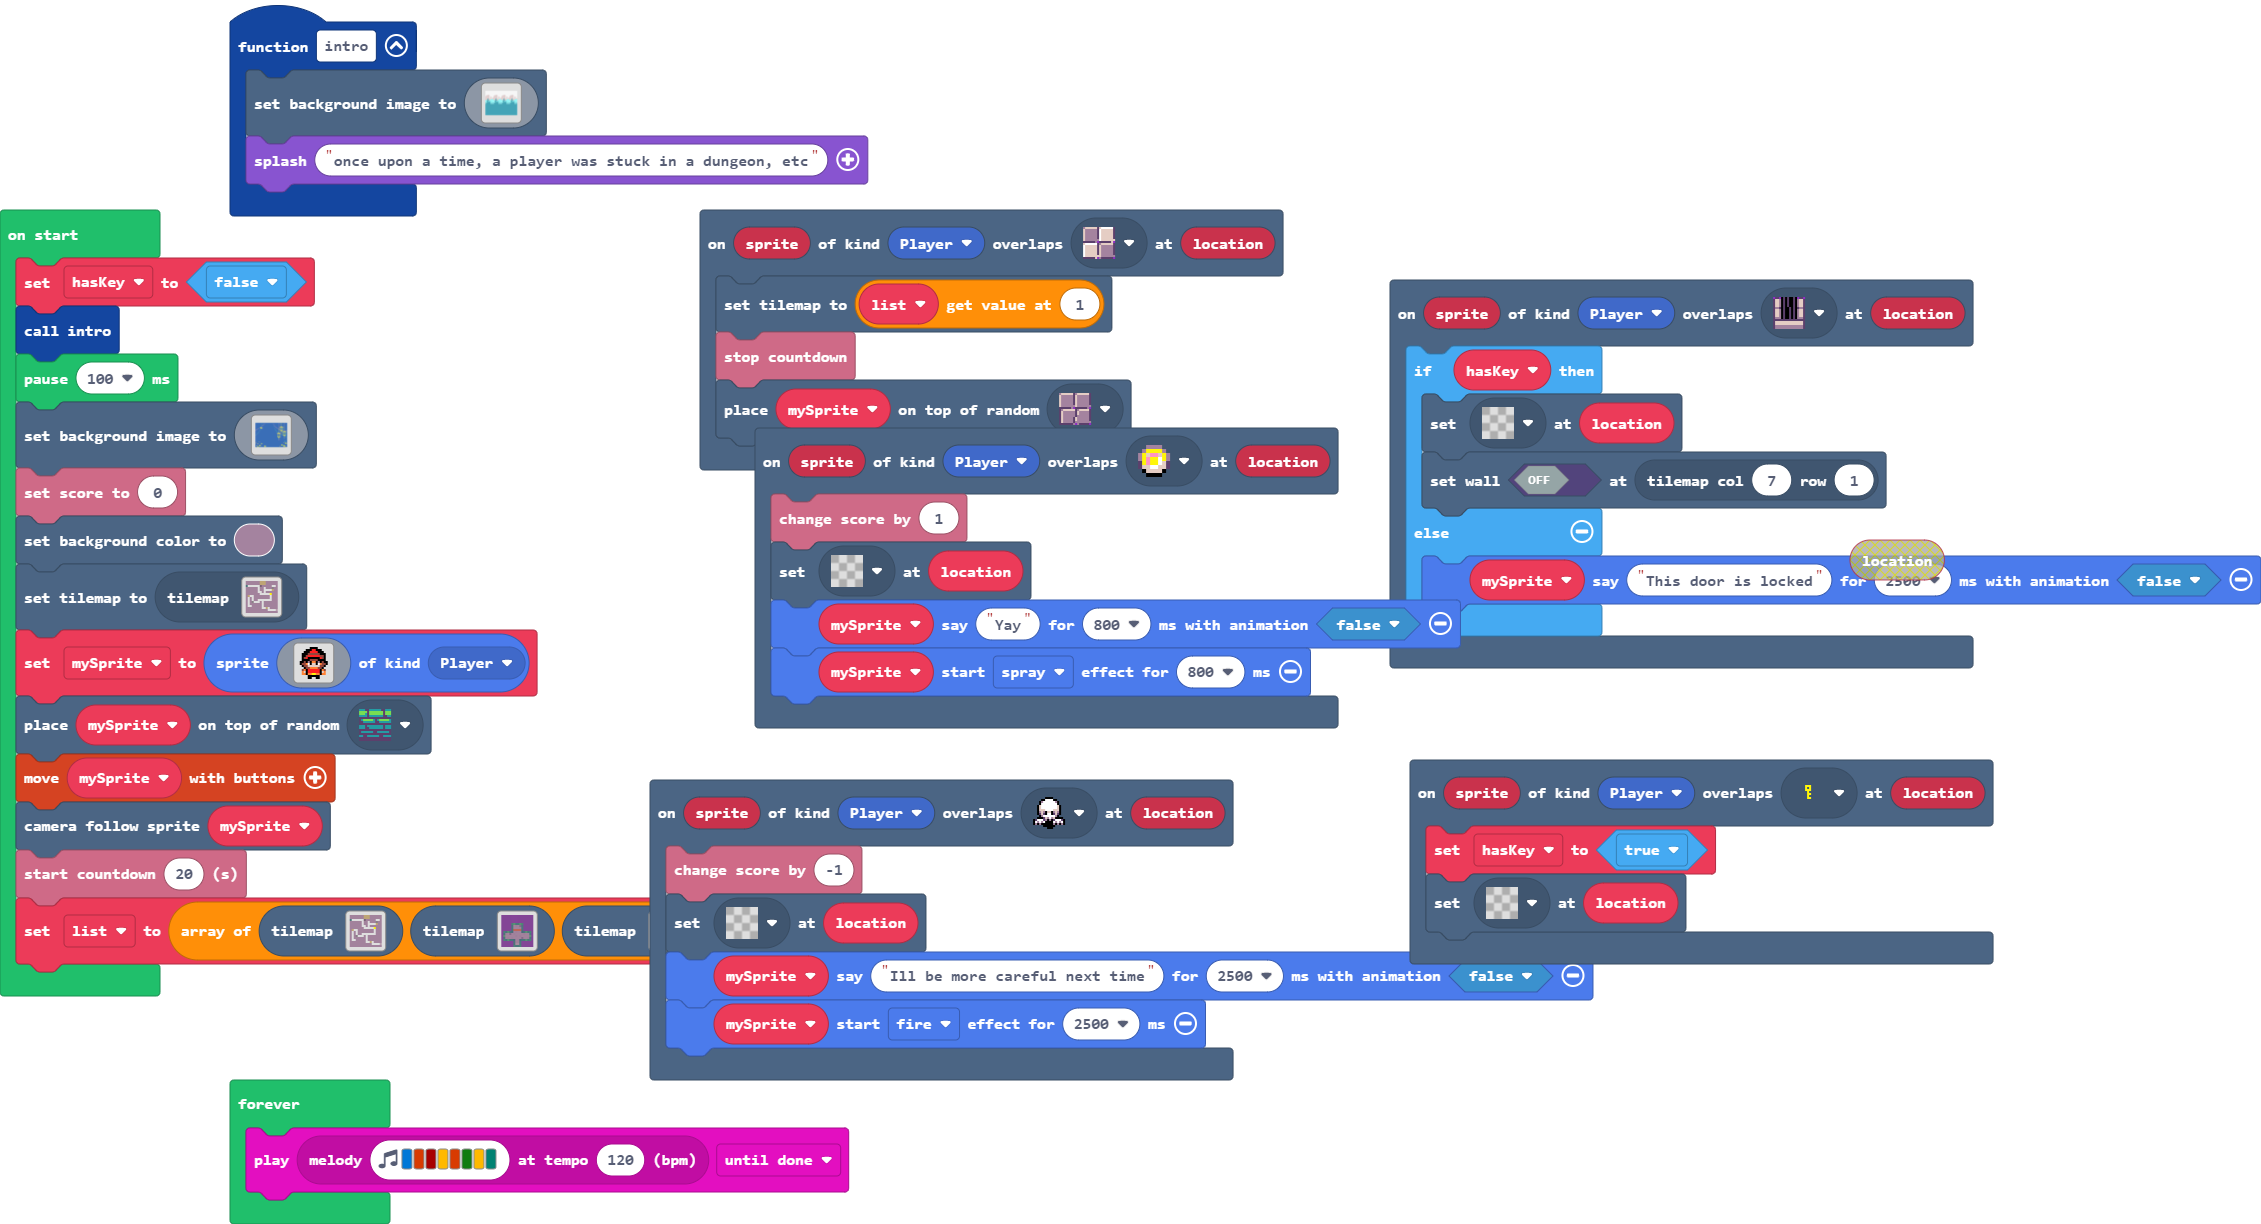 function intro
set background image to
splash "once upon a time, a player was stuck in a dungeon, etc"
on start
set hasKey to false
call intro
pause 100 ms
set background image to
set score to 0
set background color to
set tilemap to tilemap
set mySprite to sprite of kind Player
place mySprite on top of random
move mySprite with buttons
camera follow sprite mySprite
start countdown 20 (s)
set list to array of tilemap tilemap tilemap
on sprite of kind Player overlaps at location
set tilemap to list get value at 1
stop countdown
place mySprite on top of random
on sprite of kind Player overlaps at location
change score by 1
set at location
mySprite say "Yay" for 800 ms with animation false
mySprite start spray effect for 800 ms
on sprite of kind Player overlaps at location
if hasKey then
set at location
set wall OFF at tilemap col 7 row 1
else
location
mySprite say "This door is locked" for 2500 ms with animation false
on sprite of kind Player overlaps at location
change score by -1
set at location
mySprite say "Ill be more careful next time" for 2500 ms with animation false
mySprite start fire effect for 2500 ms
on sprite of kind Player overlaps at location
set hasKey to true
set at location
forever
play melody at tempo 120 (bpm) until done